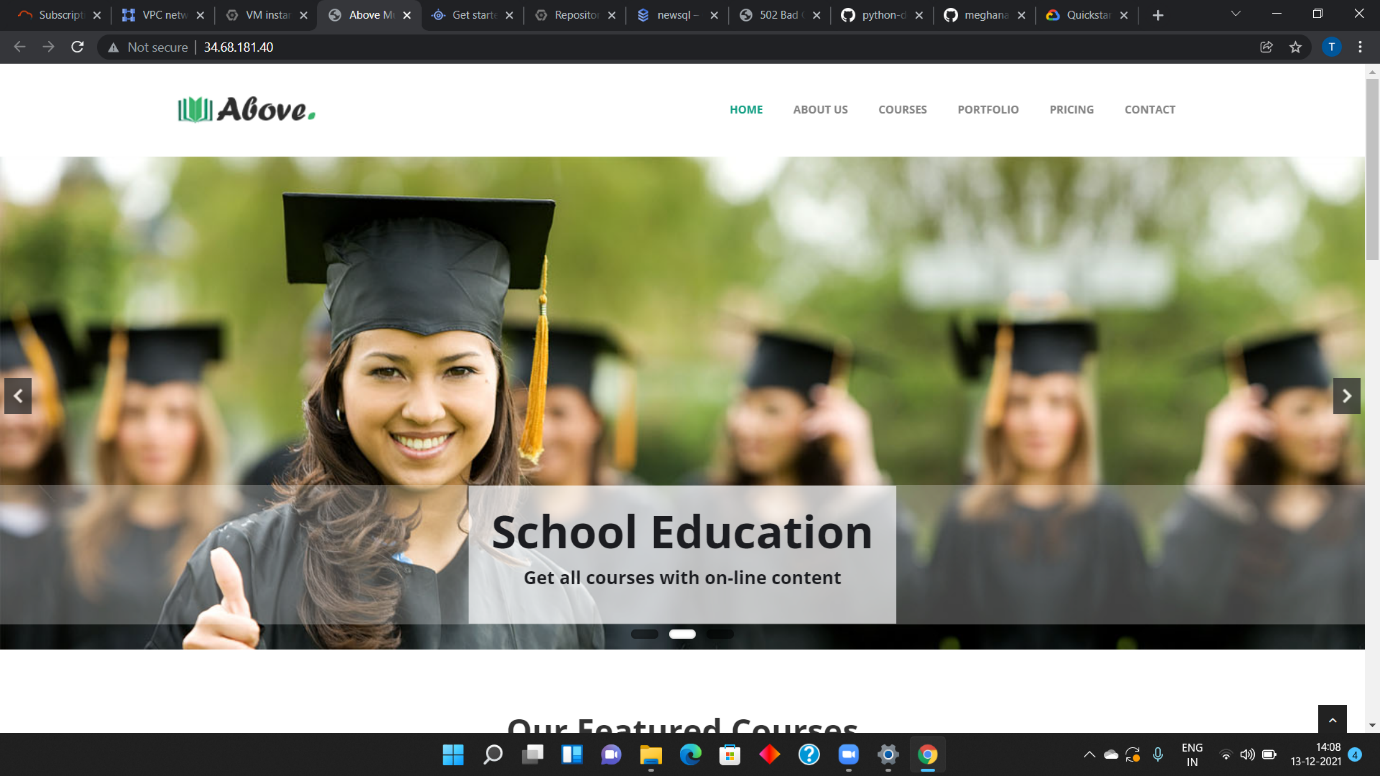 Subscript
VPC netw
VM instan
Above M
Get starte
Repositor
newsql –
502 Bad G
python-d
meghana
Quickstar
Not secure
34.68.181.40
T
Above.
HOME
ABOUT US
COURSES
PORTFOLIO
PRICING
CONTACT
School Education
Get all courses with on-line content
Our Featured Courses
ENG
IN
14:08
13-12-2021
4